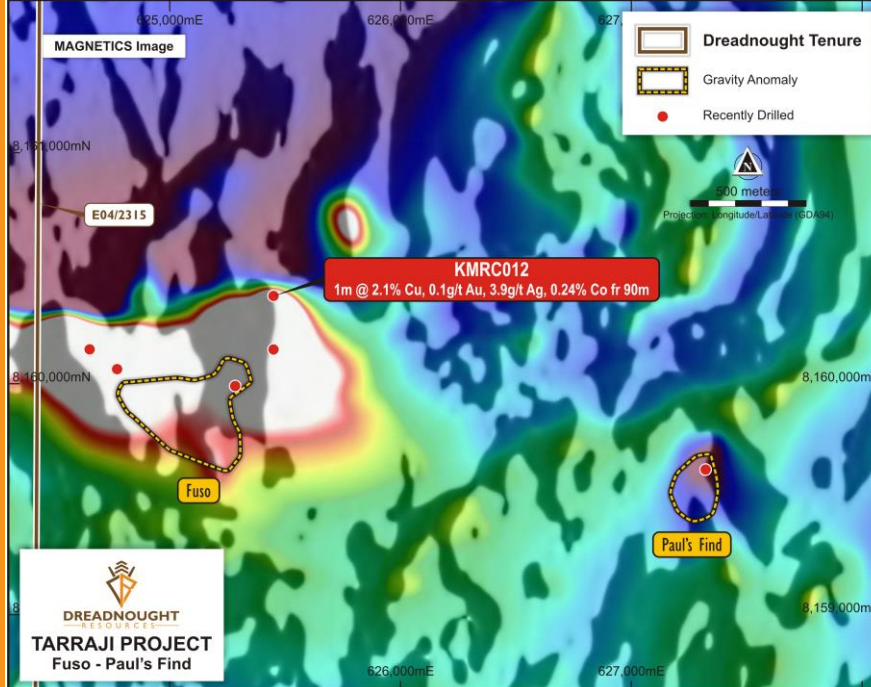 625,000mE
626,000mE
627,
MAGNETICS Image
Dreadnought Tenure
Gravity Anomaly
Recently Drilled
8,161,000mN
N
500 meters
Projection: Longitude/Latitude (GDA94)
E04/2315
KMRC012
1m @ 2.1% Cu, 0.1g/t Au, 3.9g/t Ag, 0.24% Co fr 90m
8,160,000mN
8,160,000mN
Fuso
Paul's Find
DREADNOUGHT
RESOURCES
TARRAJI PROJECT
Fuso - Paul's Find
8,159,000mN
626,000mE
627,000mE